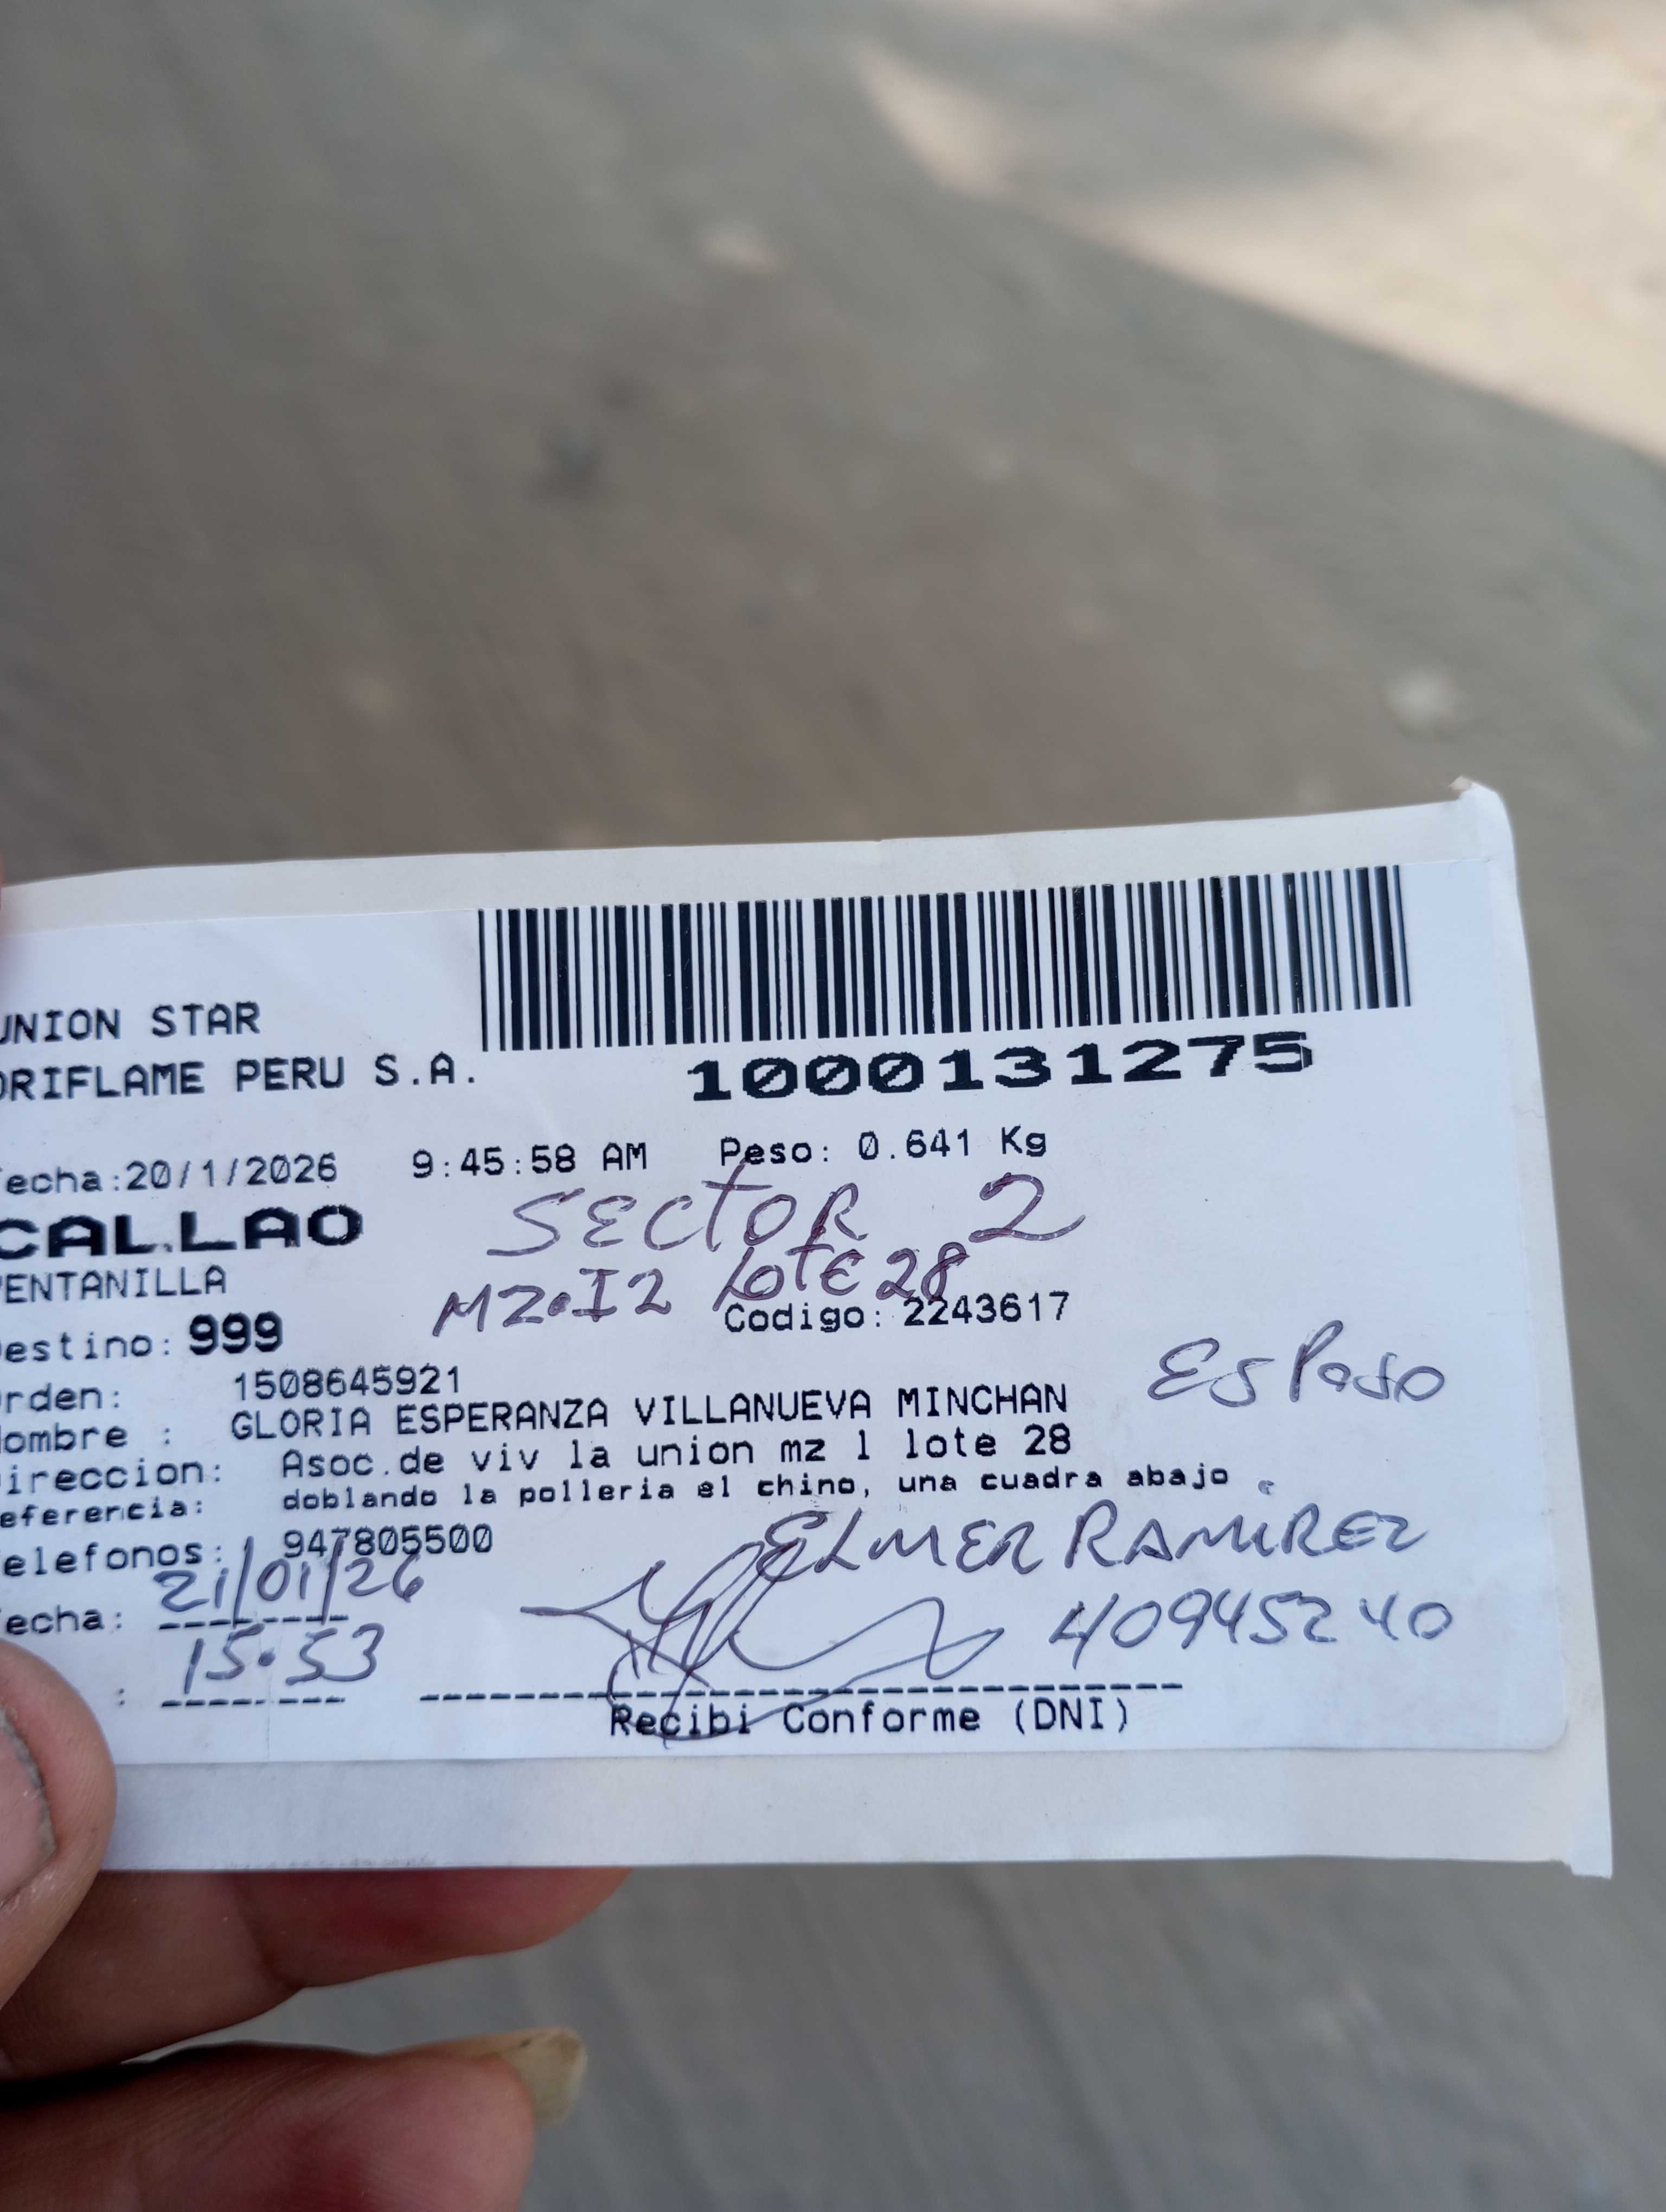 UNION STAR
ORIFLAME PERU S.A.
1000131275
Fecha:20/1/2026 9:45:58 AM Peso: 0.641 Kg
CALLAO SECTOR 2
VENTANILLA MZ.I2 LOTE 28
Destino: 999 Codigo: 2243617
Orden: 1508645921
Esposo
Nombre : GLORIA ESPERANZA VILLANUEVA MINCHAN
Direccion: Asoc.de viv la union mz l lote 28
Referencia: doblando la polleria el chino, una cuadra abajo .
Telefonos: 947805500 ELMER RAMIREZ
Fecha: 21/01/26 40945240
: 15.53
Recibi Conforme (DNI)